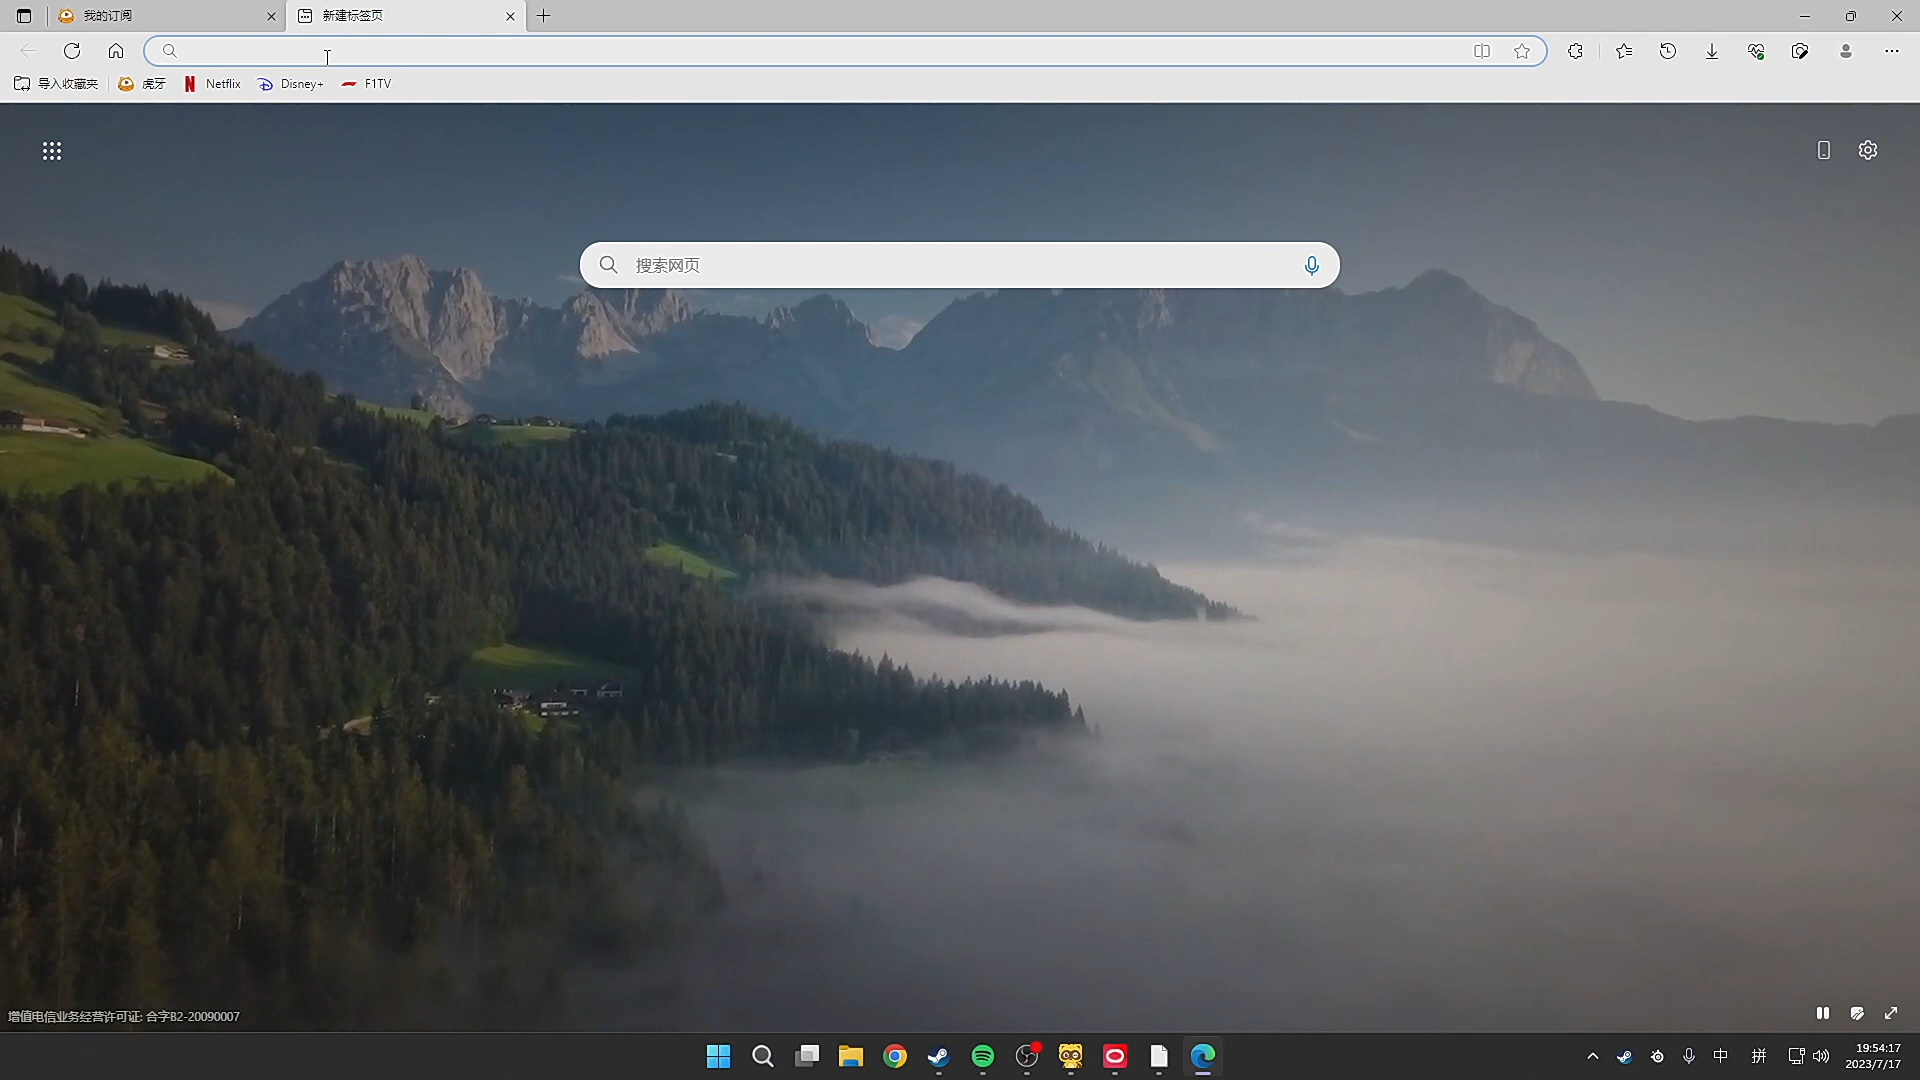 我的订阅
新建标签页
导入收藏夹
虎牙
Netflix
Disney+
F1TV
搜索网页
增值电信业务经营许可证: 合字B2-20090007
中
拼
19:54:17
2023/7/17